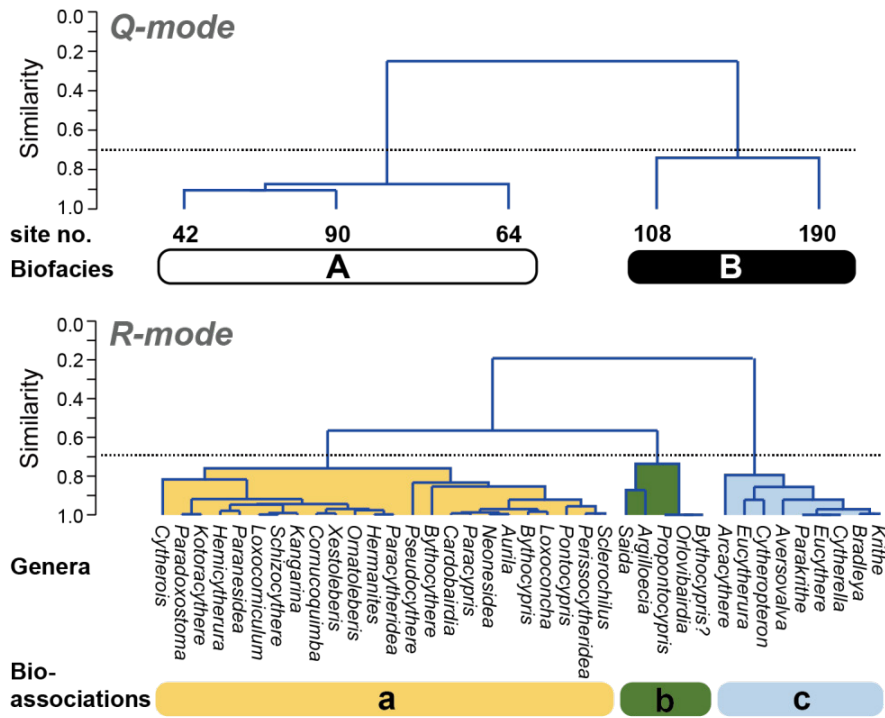 Q-mode
Similarity
0.0
0.2
0.4
0.6
0.8
1.0
site no. 42 90 64 108 190
Biofacies A B
R-mode
Similarity
0.0
0.2
0.4
0.6
0.8
1.0
Genera
Cytherois
Paradoxostoma
Kotoracythere
Hemicytherura
Paranesidea
Loxocorniculum
Schizocythere
Kangarina
Cornucoquimba
Xestoleberis
Ornatoleberis
Hermanites
Paracytheridea
Pseudocythere
Bythocythere
Cardobairdia
Paracypris
Neonesidea
Aurila
Bythocypris
Loxoconcha
Pontocypris
Perissocytheridea
Sclerochilus
Saida
Argilloecia
Propontocypris
Orlovibairdia
Bythocypris?
Arcacythere
Eucytherura
Cytheropteron
Aversovalva
Parakrithe
Eucythere
Cytherella
Bradleya
Krithe
Bio-
associations a b c